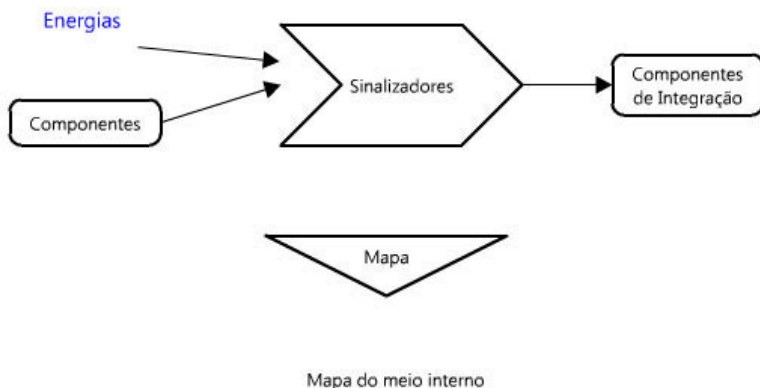 Energias
Sinalizadores
Componentes
de Integração
Componentes
Mapa
Mapa do meio interno